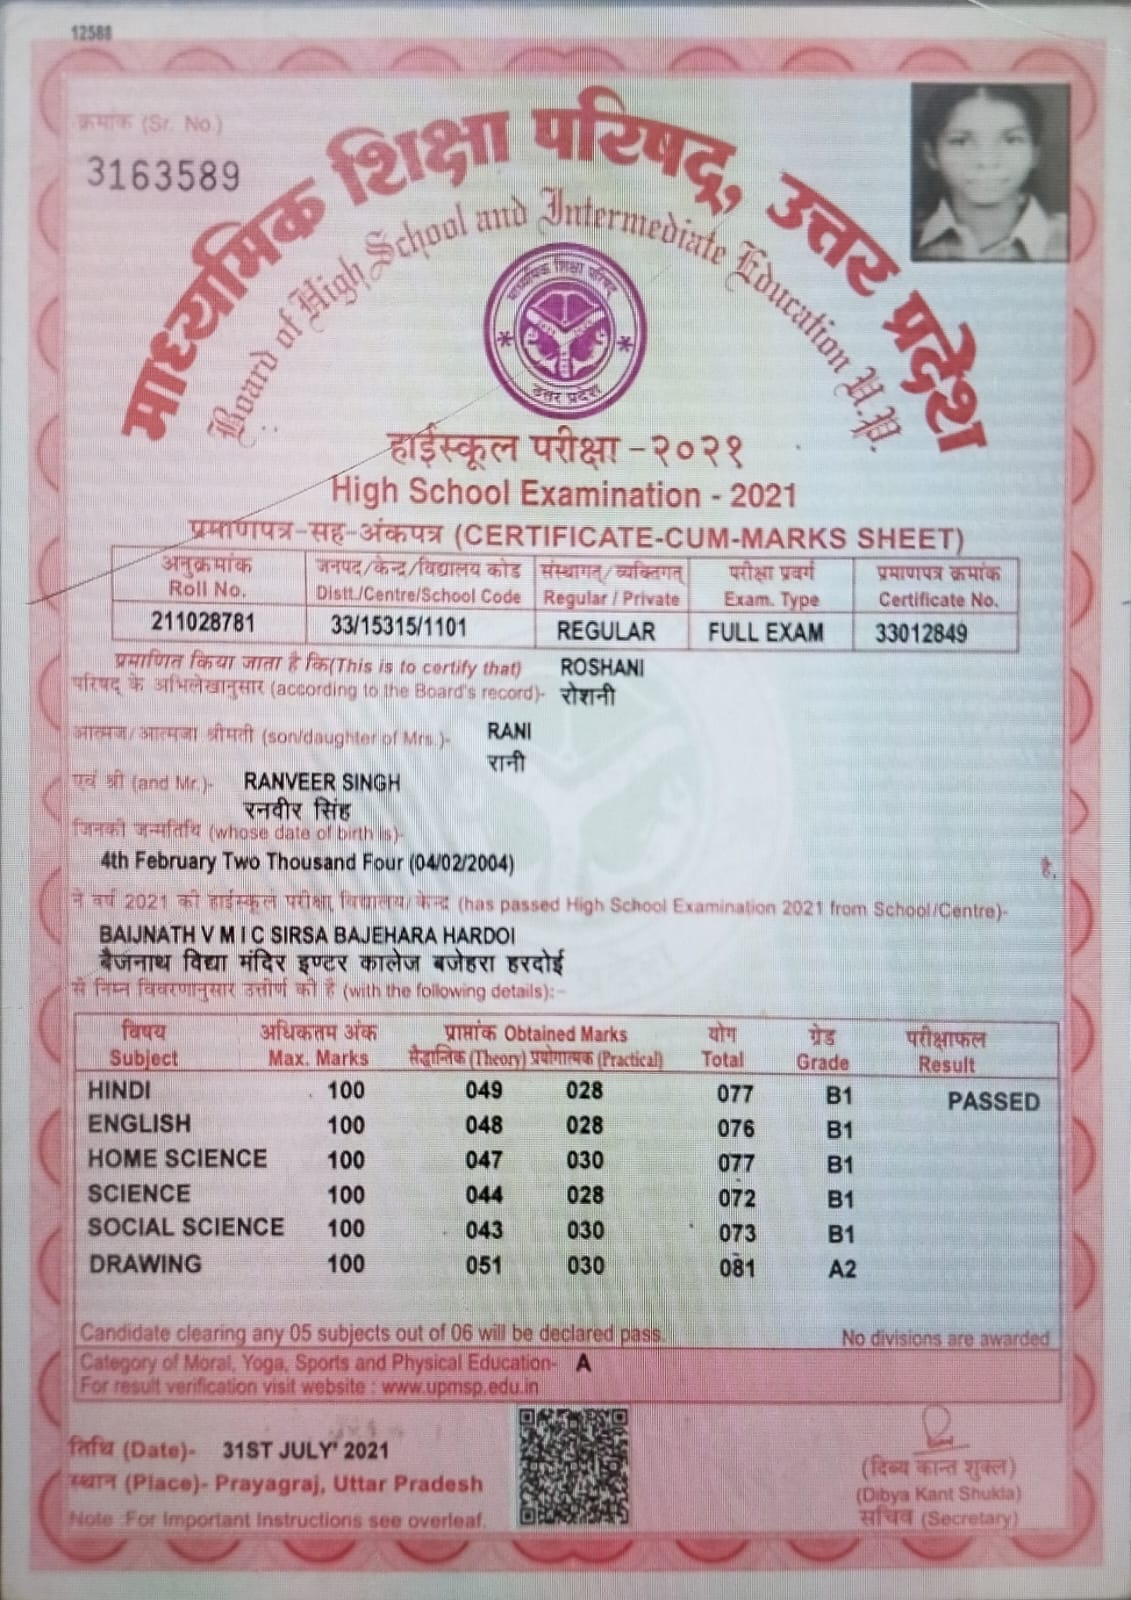 12588
क्रमांक (Sr. No.)
3163589
माध्यमिक शिक्षा परिषद्, उत्तर प्रदेश
Board of High School and Intermediate Education U.P.
माध्यमिक शिक्षा परिषद्
उत्तर प्रदेश
हाईस्कूल परीक्षा - २०२१
High School Examination - 2021
प्रमाणपत्र-सह-अंकपत्र (CERTIFICATE-CUM-MARKS SHEET)
अनुक्रमांक जनपद/केन्द्र/विद्यालय कोड संस्थागत/व्यक्तिगत् परीक्षा प्रवर्ग प्रमाणपत्र क्रमांक
Roll No. Distt./Centre/School Code Regular / Private Exam. Type Certificate No.
211028781 33/15315/1101 REGULAR FULL EXAM 33012849
प्रमाणित किया जाता है कि(This is to certify that) ROSHANI
परिषद् के अभिलेखानुसार (according to the Board's record)- रोशनी
आत्मज/आत्मजा श्रीमती (son/daughter of Mrs.)- RANI
रानी
एवं श्री (and Mr.)- RANVEER SINGH
रनवीर सिंह
जिनकी जन्मतिथि (whose date of birth is)-
4th February Two Thousand Four (04/02/2004) है,
ने वर्ष 2021 की हाईस्कूल परीक्षा विद्यालय/केन्द्र (has passed High School Examination 2021 from School/Centre)-
BAIJNATH V M I C SIRSA BAJEHARA HARDOI
बैजनाथ विद्या मंदिर इण्टर कालेज बजेहरा हरदोई
से निम्न विवरणानुसार उत्तीर्ण की है (with the following details):-
विषय अधिकतम अंक प्राप्तांक Obtained Marks योग ग्रेड परीक्षाफल
Subject Max. Marks सैद्धान्तिक (Theory) प्रयोगात्मक (Practical) Total Grade Result
HINDI 100 049 028 077 B1 PASSED
ENGLISH 100 048 028 076 B1
HOME SCIENCE 100 047 030 077 B1
SCIENCE 100 044 028 072 B1
SOCIAL SCIENCE 100 043 030 073 B1
DRAWING 100 051 030 081 A2
Candidate clearing any 05 subjects out of 06 will be declared pass. No divisions are awarded
Category of Moral, Yoga, Sports and Physical Education- A
For result verification visit website : www.upmsp.edu.in
तिथि (Date)- 31ST JULY' 2021
स्थान (Place)- Prayagraj, Uttar Pradesh
Note :For Important Instructions see overleaf.
(दिब्य कान्त शुक्ल)
(Dibya Kant Shukla)
सचिव (Secretary)